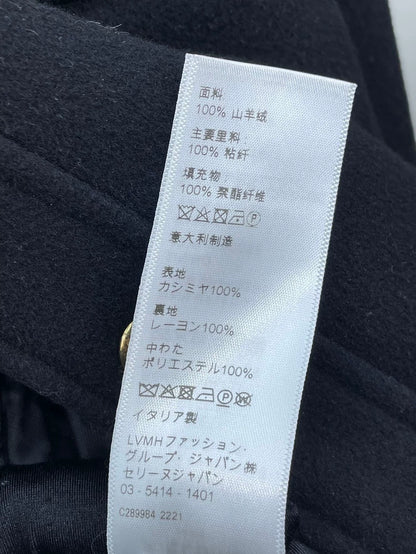 面料
100% 山羊绒
主要里料
100% 粘纤
填充物:
100% 聚酯纤维
意大利制造
表地
カシミヤ100%
裏地
レーヨン100%
中わた
ポリエステル100%
イタリア製
LVMHファッション・
グループ・ジャパン㈱
セリーヌジャパン
03 - 5414 - 1401
C289984 2221